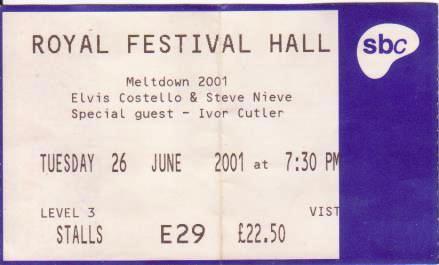 ROYAL FESTIVAL HALL
sbc
Meltdown 2001
Elvis Costello & Steve Nieve
Special guest - Ivor Cutler
TUESDAY 26 JUNE 2001 at 7:30 PM
LEVEL 3 VIST
STALLS E29 £22.50